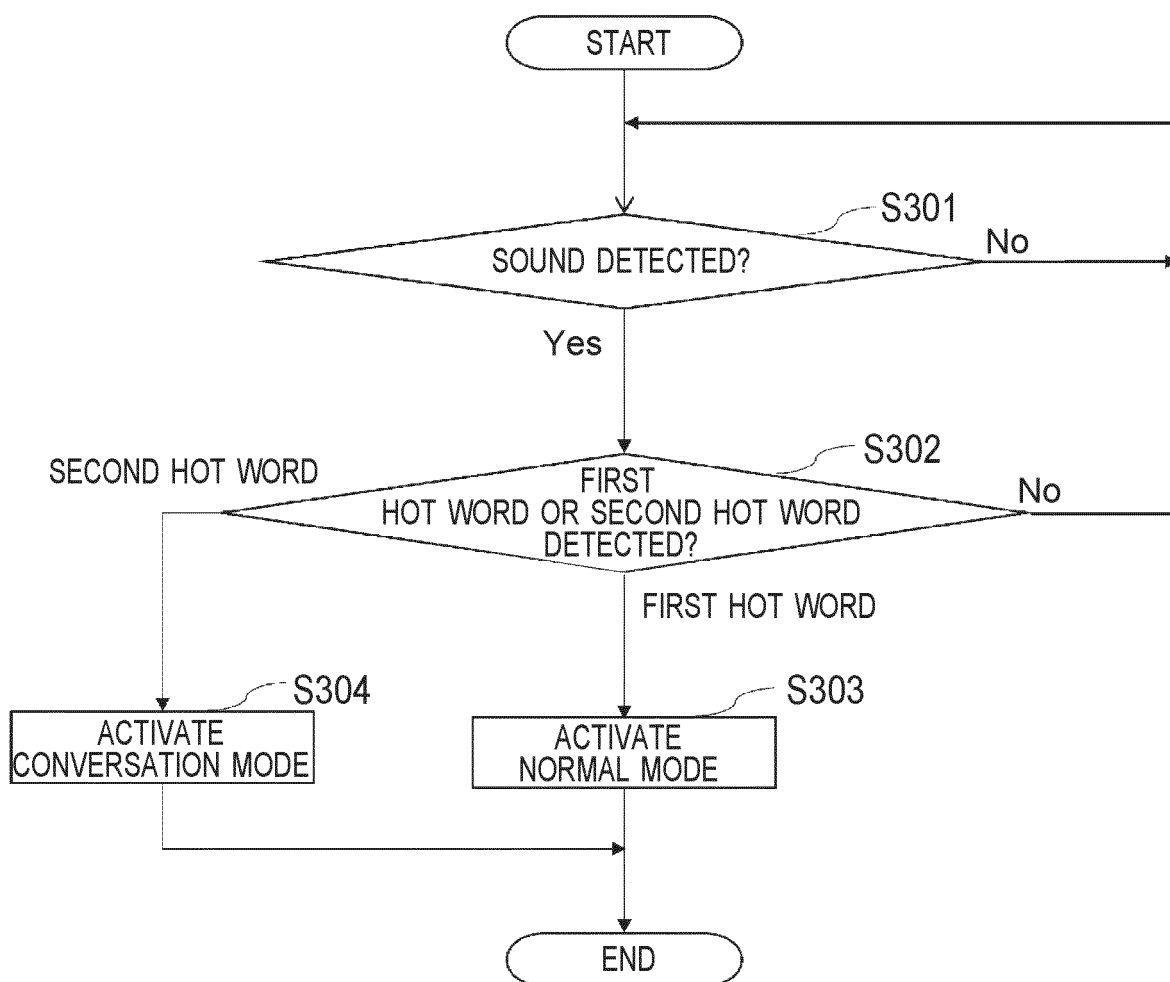 START
S301
SOUND DETECTED?
No
Yes
S302
SECOND HOT WORD
FIRST
HOT WORD OR SECOND HOT WORD
DETECTED?
No
FIRST HOT WORD
S304
S303
ACTIVATE
CONVERSATION MODE
ACTIVATE
NORMAL MODE
END